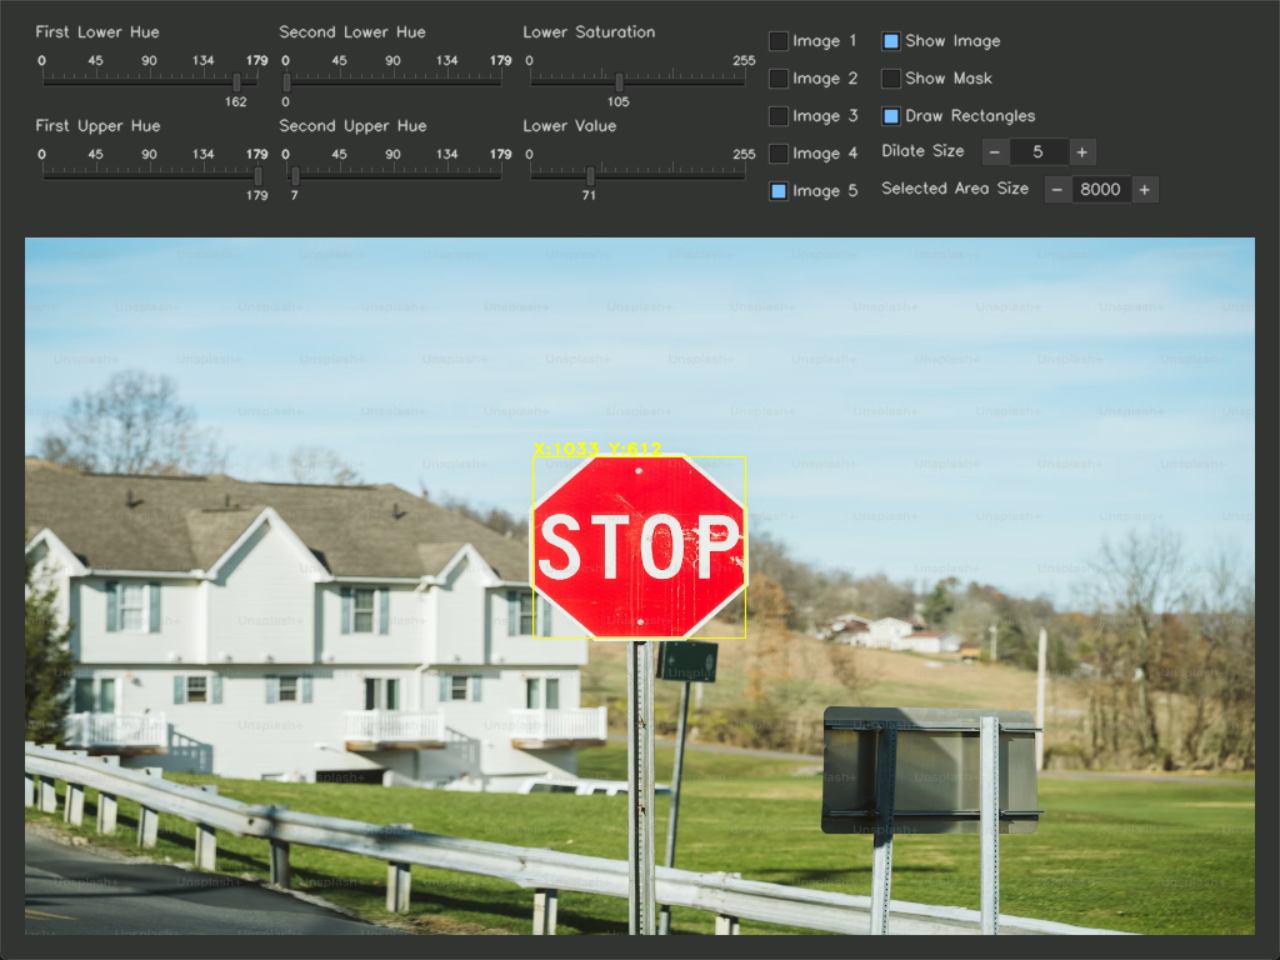 First Lower Hue
0 45 90 134 179
162
Second Lower Hue
0 45 90 134 179
0
Lower Saturation
0 255
105
First Upper Hue
0 45 90 134 179
179
Second Upper Hue
0 45 90 134 179
7
Lower Value
0 255
71
Image 1
Image 2
Image 3
Image 4
Image 5
Show Image
Show Mask
Draw Rectangles
Dilate Size − 5 +
Selected Area Size − 8000 +
X:1033 Y:612
STOP
Unsplash+